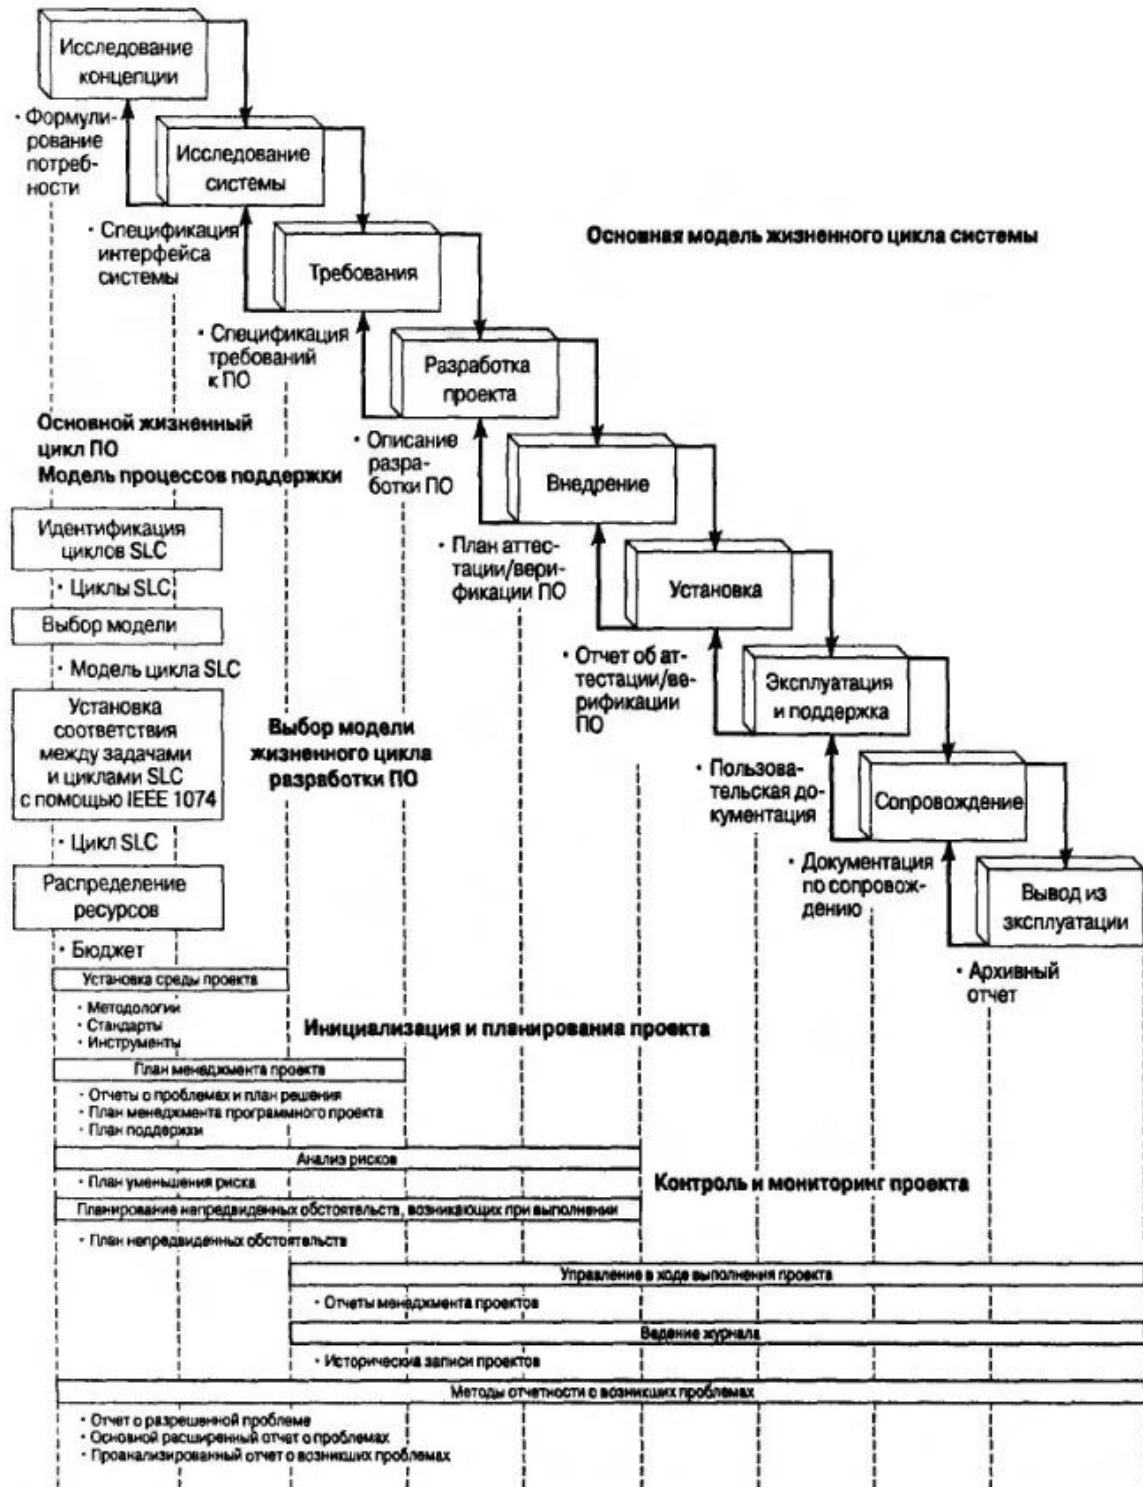 Исследование
концепции
• Формули-
рование
потреб-
ности
Исследование
системы
• Спецификация
интерфейса
системы
Основная модель жизненного цикла системы
Требования
• Спецификация
требований
к ПО
Разработка
проекта
Основной жизненный
цикл ПО
Модель процессов поддержки
• Описание
разра-
ботки ПО
Внедрение
Идентификация
циклов SLC
• План аттес-
тации/вери-
фикации ПО
• Циклы SLC
Установка
Выбор модели
• Модель цикла SLC
• Отчет об ат-
тестации/ве-
рификации
ПО
Эксплуатация
и поддержка
Установка
соответствия
между задачами
и циклами SLC
с помощью IEEE 1074
Выбор модели
жизненного цикла
разработки ПО
• Пользова-
тельская до-
кументация
Сопровождение
• Цикл SLC
• Документация
по сопровож-
дению
Распределение
ресурсов
Вывод из
эксплуатации
• Бюджет
• Архивный
отчет
Установка среды проекта
• Методологии
• Стандарты
• Инструменты
Инициализация и планирования проекта
План менеджмента проекта
• Отчеты о проблемах и план решения
• План менеджмента программного проекта
• План поддержки
Анализ рисков
• План уменьшения риска
Контроль и мониторинг проекта
Планирование непредвиденных обстоятельств, возникающих при выполнении
• План непредвиденных обстоятельств
Управление в ходе выполнения проекта
• Отчеты менеджмента проектов
Ведение журнала
• Исторические записи проектов
Методы отчетности о возникших проблемах
• Отчет о разрешенной проблеме
• Основной расширенный отчет о проблемах
• Проанализированный отчет о возникших проблемах